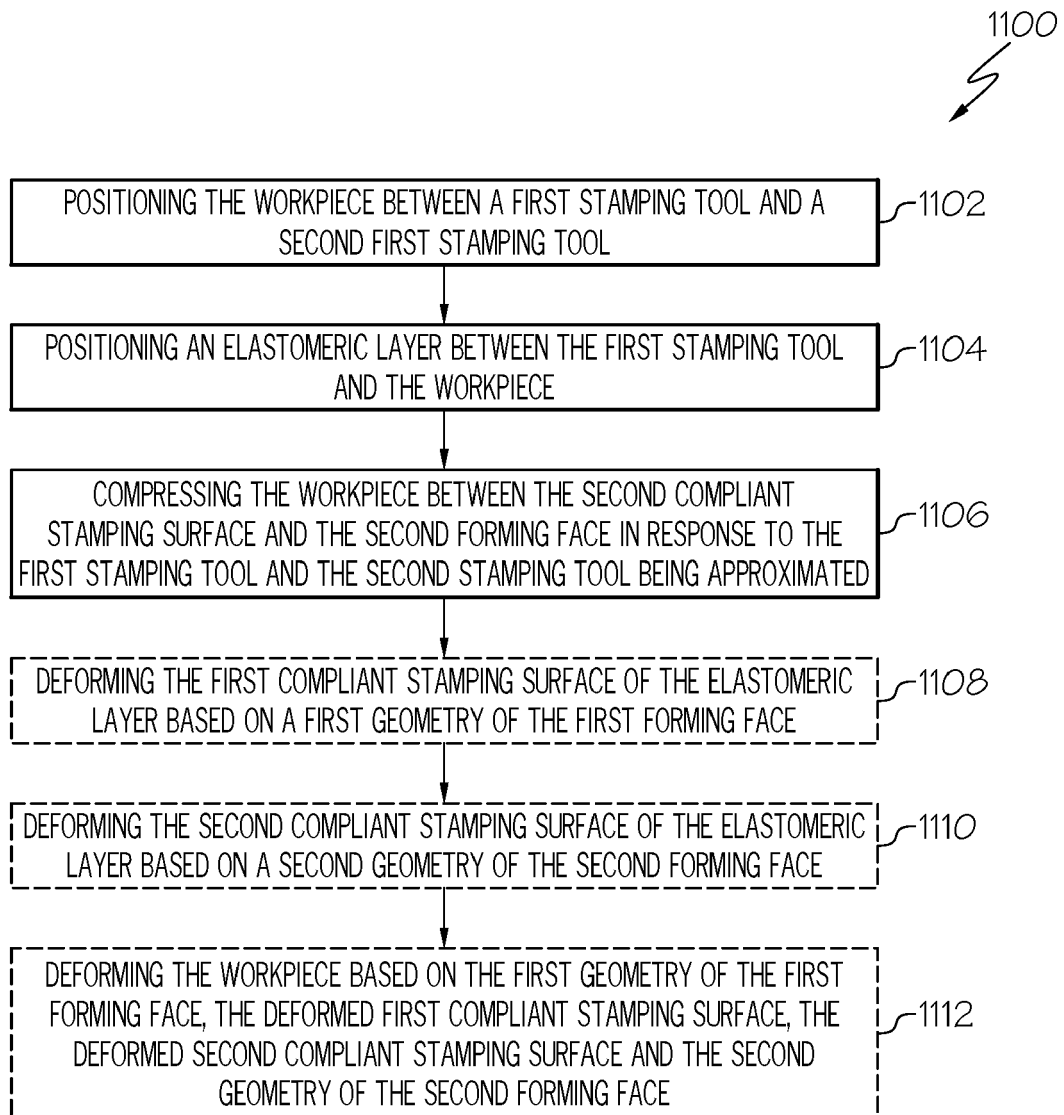 1100
POSITIONING THE WORKPIECE BETWEEN A FIRST STAMPING TOOL AND A
SECOND FIRST STAMPING TOOL
1102
POSITIONING AN ELASTOMERIC LAYER BETWEEN THE FIRST STAMPING TOOL
AND THE WORKPIECE
1104
COMPRESSING THE WORKPIECE BETWEEN THE SECOND COMPLIANT
STAMPING SURFACE AND THE SECOND FORMING FACE IN RESPONSE TO THE
FIRST STAMPING TOOL AND THE SECOND STAMPING TOOL BEING APPROXIMATED
1106
DEFORMING THE FIRST COMPLIANT STAMPING SURFACE OF THE ELASTOMERIC
LAYER BASED ON A FIRST GEOMETRY OF THE FIRST FORMING FACE
1108
DEFORMING THE SECOND COMPLIANT STAMPING SURFACE OF THE ELASTOMERIC
LAYER BASED ON A SECOND GEOMETRY OF THE SECOND FORMING FACE
1110
DEFORMING THE WORKPIECE BASED ON THE FIRST GEOMETRY OF THE FIRST
FORMING FACE, THE DEFORMED FIRST COMPLIANT STAMPING SURFACE, THE
DEFORMED SECOND COMPLIANT STAMPING SURFACE AND THE SECOND
GEOMETRY OF THE SECOND FORMING FACE
1112